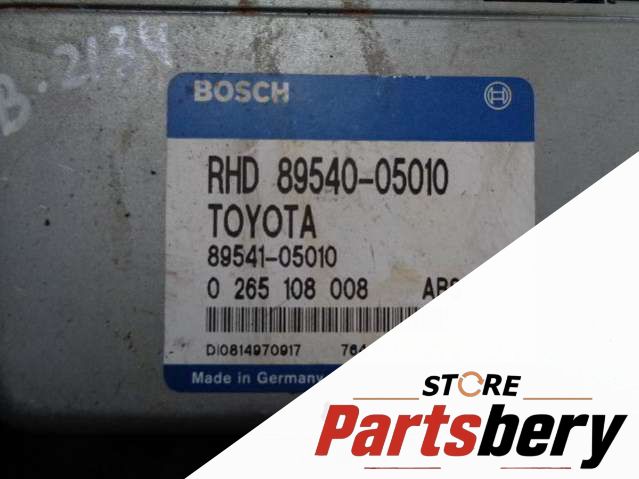 B-2134
BOSCH
RHD 89540-05010
TOYOTA
89541-05010
0 265 108 008
DI0814970917
Made in Germany
STORE
Partsbery